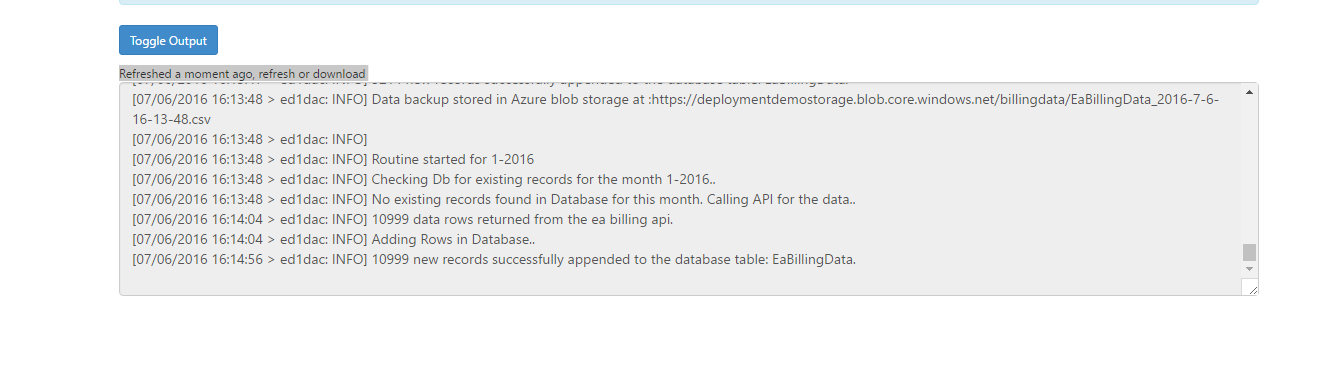 Toggle Output
Refreshed a moment ago, refresh or download
[07/06/2016 16:13:48 > ed1dac: INFO] Data backup stored in Azure blob storage at :https://deploymentdemostorage.blob.core.windows.net/billingdata/EaBillingData_2016-7-6-
16-13-48.csv
[07/06/2016 16:13:48 > ed1dac: INFO]
[07/06/2016 16:13:48 > ed1dac: INFO] Routine started for 1-2016
[07/06/2016 16:13:48 > ed1dac: INFO] Checking Db for existing records for the month 1-2016..
[07/06/2016 16:13:48 > ed1dac: INFO] No existing records found in Database for this month. Calling API for the data..
[07/06/2016 16:14:04 > ed1dac: INFO] 10999 data rows returned from the ea billing api.
[07/06/2016 16:14:04 > ed1dac: INFO] Adding Rows in Database..
[07/06/2016 16:14:56 > ed1dac: INFO] 10999 new records successfully appended to the database table: EaBillingData.